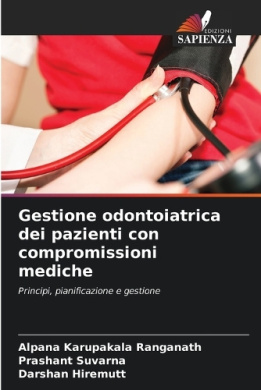 EDIZIONI
SAPIENZA
Gestione odontoiatrica
dei pazienti con
compromissioni
mediche
Principi, pianificazione e gestione
Alpana Karupakala Ranganath
Prashant Suvarna
Darshan Hiremutt